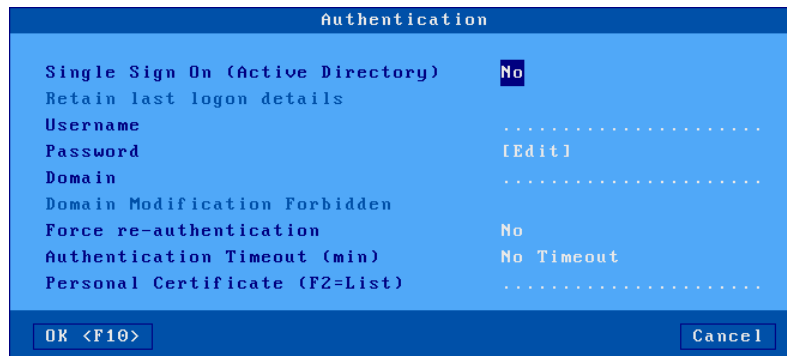 Authentication
Single Sign On (Active Directory) No
Retain last logon details
Username ......................
Password [Edit]
Domain ......................
Domain Modification Forbidden
Force re-authentication No
Authentication Timeout (min) No Timeout
Personal Certificate (F2=List) ......................
OK <F10> Cancel